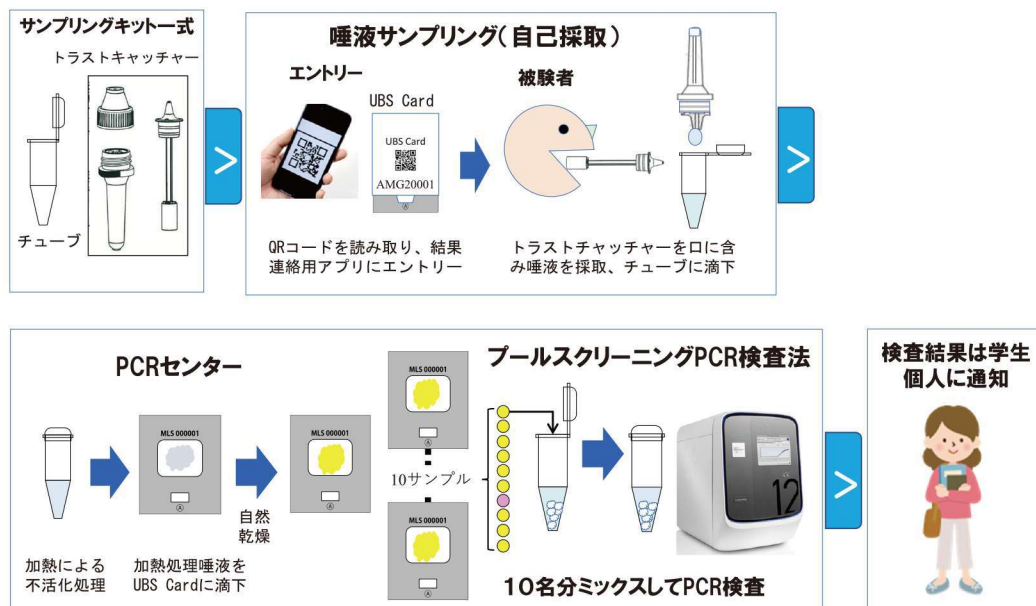 サンプリングキット一式
トラストキャッチャー
チューブ
>
唾液サンプリング(自己採取)
エントリー
UBS Card
UBS Card
AMG20001
Ⓐ
QRコードを読み取り、結果
連絡用アプリにエントリー
被験者
トラストチャッチャーを口に含
み唾液を採取、チューブに滴下
>
PCRセンター
加熱による
不活化処理
MLS 000001
Ⓐ
加熱処理唾液を
UBS Cardに滴下
自然
乾燥
MLS 000001
Ⓐ
プールスクリーニングPCR検査法
MLS 000001
Ⓐ
10サンプル
MLS 000001
Ⓐ
12
10名分ミックスしてPCR検査
>
検査結果は学生
個人に通知